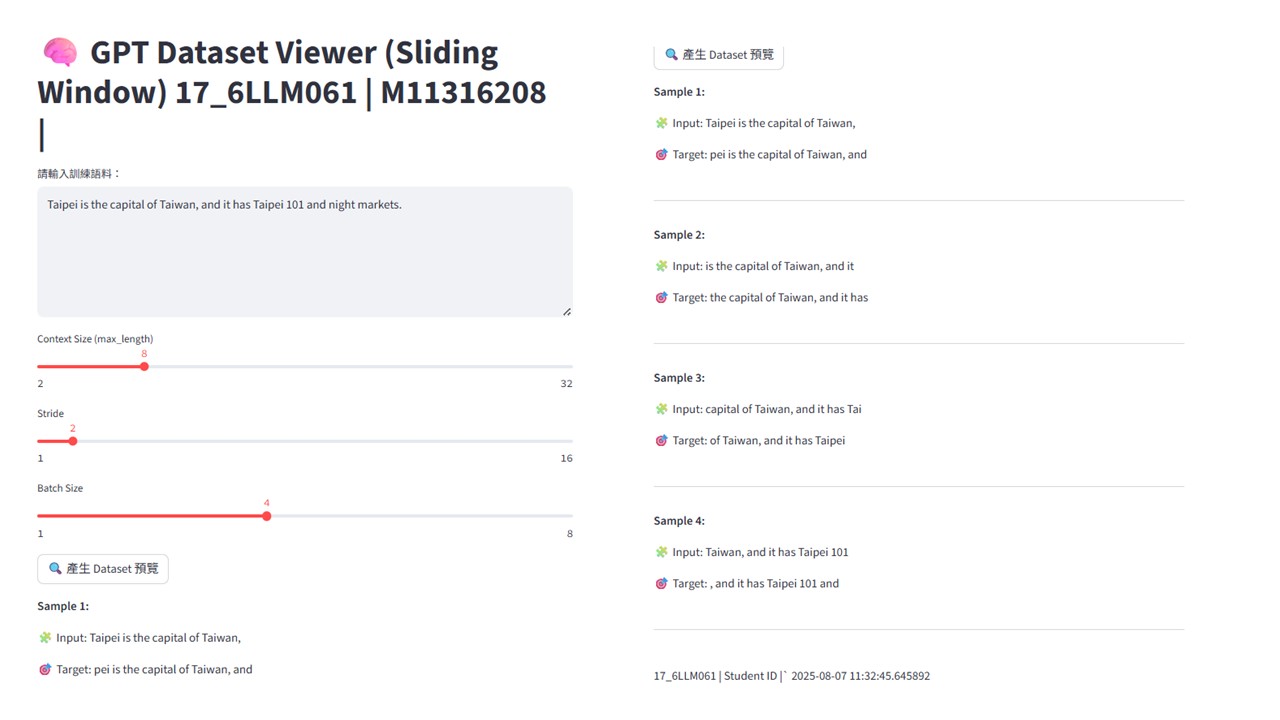 🧠 GPT Dataset Viewer (Sliding
Window) 17_6LLM061 | M11316208
|
請輸入訓練語料：
Taipei is the capital of Taiwan, and it has Taipei 101 and night markets.
Context Size (max_length)
8
2 32
Stride
2
1 16
Batch Size
4
1 8
🔍 產生 Dataset 預覽
Sample 1:
🧩 Input: Taipei is the capital of Taiwan,
🎯 Target: pei is the capital of Taiwan, and
🔍 產生 Dataset 預覽
Sample 1:
🧩 Input: Taipei is the capital of Taiwan,
🎯 Target: pei is the capital of Taiwan, and
Sample 2:
🧩 Input: is the capital of Taiwan, and it
🎯 Target: the capital of Taiwan, and it has
Sample 3:
🧩 Input: capital of Taiwan, and it has Tai
🎯 Target: of Taiwan, and it has Taipei
Sample 4:
🧩 Input: Taiwan, and it has Taipei 101
🎯 Target: , and it has Taipei 101 and
17_6LLM061 | Student ID |` 2025-08-07 11:32:45.645892